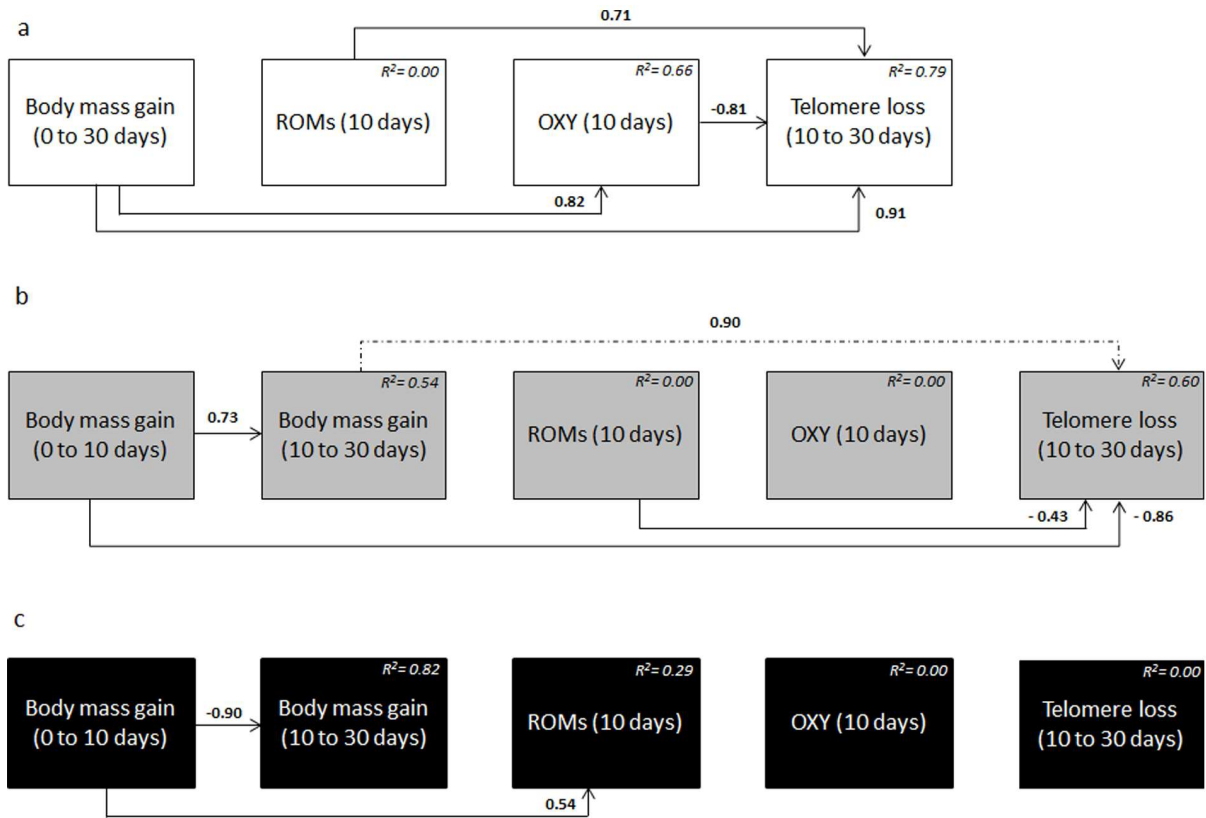 a
0.71
Body mass gain
(0 to 30 days)
R²= 0.00
ROMs (10 days)
R²= 0.66
OXY (10 days)
-0.81
R²= 0.79
Telomere loss
(10 to 30 days)
0.82
0.91
b
0.90
Body mass gain
(0 to 10 days)
0.73
R²= 0.54
Body mass gain
(10 to 30 days)
R²= 0.00
ROMs (10 days)
R²= 0.00
OXY (10 days)
R²= 0.60
Telomere loss
(10 to 30 days)
- 0.43
- 0.86
c
Body mass gain
(0 to 10 days)
-0.90
R²= 0.82
Body mass gain
(10 to 30 days)
R²= 0.29
ROMs (10 days)
R²= 0.00
OXY (10 days)
R²= 0.00
Telomere loss
(10 to 30 days)
0.54